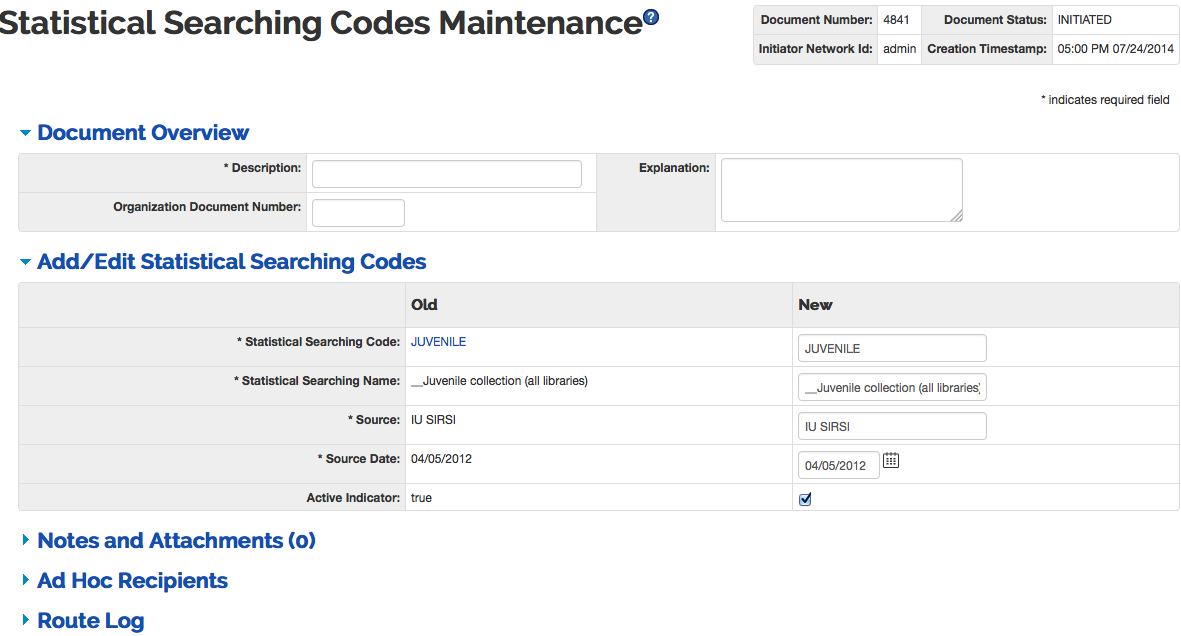 Statistical Searching Codes Maintenance?
Document Number: 4841 Document Status: INITIATED
Initiator Network Id: admin Creation Timestamp: 05:00 PM 07/24/2014
* indicates required field
Document Overview
* Description: Explanation:
Organization Document Number:
Add/Edit Statistical Searching Codes
Old New
* Statistical Searching Code: JUVENILE JUVENILE
* Statistical Searching Name: __Juvenile collection (all libraries) __Juvenile collection (all libraries)
* Source: IU SIRSI IU SIRSI
* Source Date: 04/05/2012 04/05/2012
Active Indicator: true
Notes and Attachments (0)
Ad Hoc Recipients
Route Log